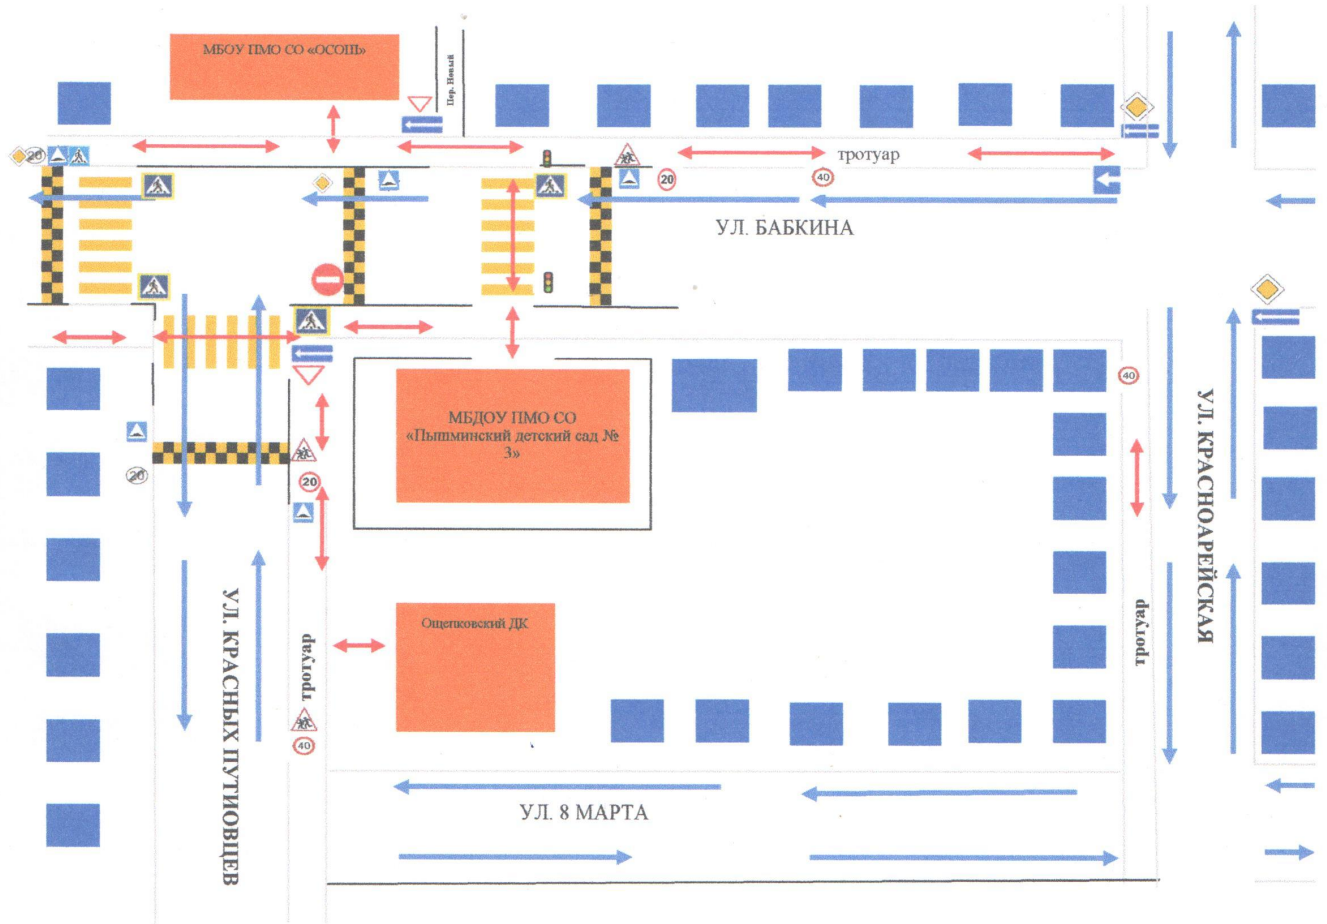 МБОУ ПМО СО «ОСОШ»
Пер. Новый
20
тротуар
20
40
УЛ. БАБКИНА
40
МБДОУ ПМО СО
«Пышминский детский сад №
3»
20
20
УЛ. КРАСНОАРЕЙСКАЯ
УЛ. КРАСНЫХ ПУТИОВЦЕВ
тротуар
Ощепковский ДК
тротуар
40
УЛ. 8 МАРТА